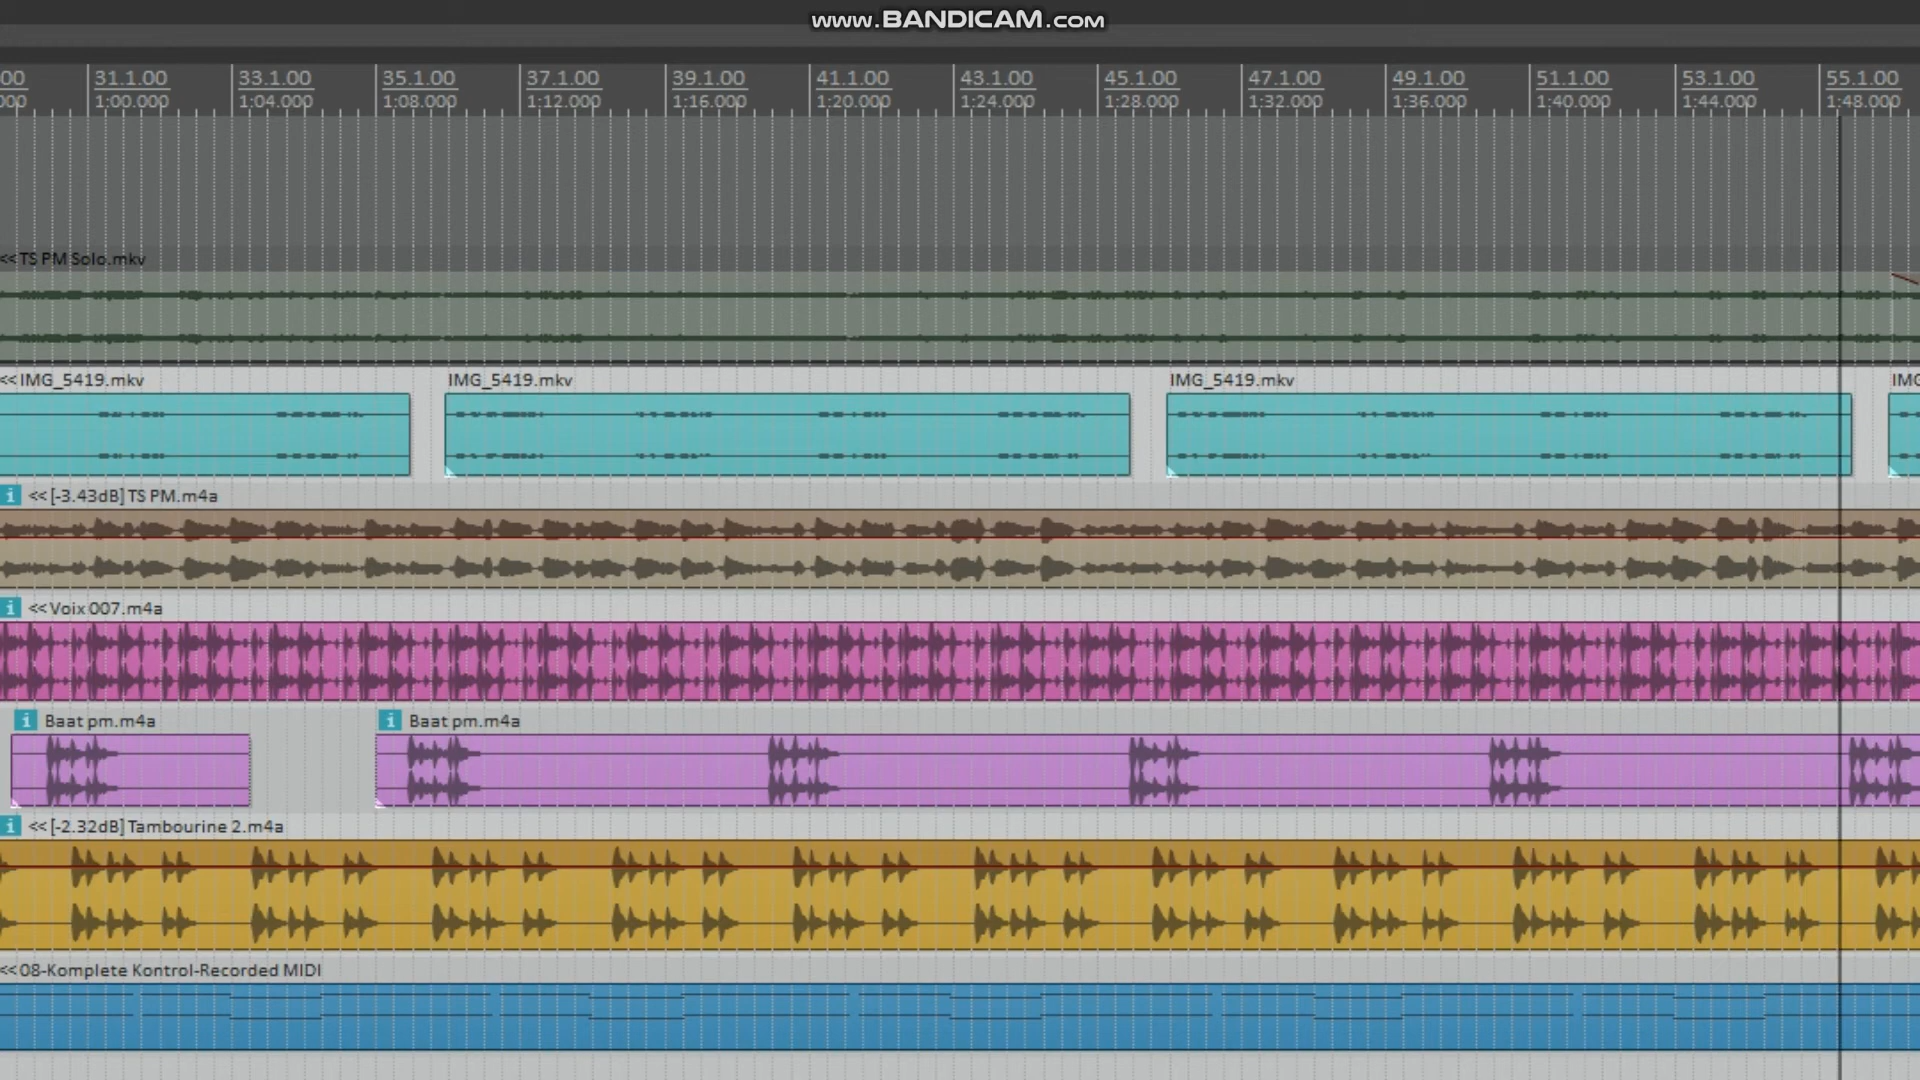 www.BANDICAM.com
00 31.1.00 33.1.00 35.1.00 37.1.00 39.1.00 41.1.00 43.1.00 45.1.00 47.1.00 49.1.00 51.1.00 53.1.00 55.1.00
000 1:00.000 1:04.000 1:08.000 1:12.000 1:16.000 1:20.000 1:24.000 1:28.000 1:32.000 1:36.000 1:40.000 1:44.000 1:48.000
<<TS PM Solo.mkv
<<IMG_5419.mkv IMG_5419.mkv IMG_5419.mkv IMG
i <<[-3.43dB] TS PM.m4a
i <<Voix 007.m4a
i Baat pm.m4a i Baat pm.m4a
i <<[-2.32dB] Tambourine 2.m4a
<<08-Komplete Kontrol-Recorded MIDI